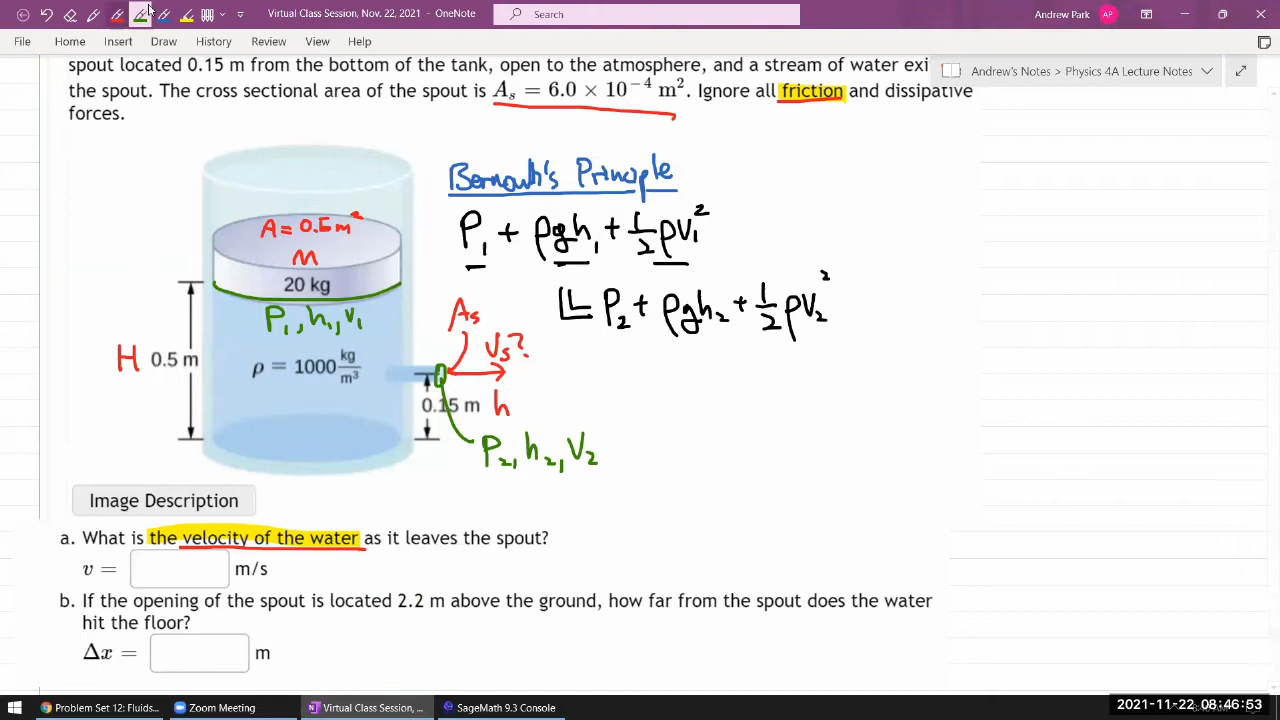 Virtual Class Session, Nov. 22, 2021 - OneNote
Search
Andrew Park
AP
File Home Insert Draw History Review View Help
Andrew's Notes > Physics 4A Lecture Notes
spout located 0.15 m from the bottom of the tank, open to the atmosphere, and a stream of water exi
the spout. The cross sectional area of the spout is A_s = 6.0 × 10^−4 m². Ignore all friction and dissipative
forces.
Bernoulli's Principle
P₁ + ρgh₁ + ½ρv₁²
P₂ + ρgh₂ + ½ρv₂²
A = 0.5 m²
M
20 kg
P₁, h₁, v₁
H 0.5 m
ρ = 1000 kg/m³
As
Vs?
0.15 m
h
P₂, h₂, V₂
Image Description
a. What is the velocity of the water as it leaves the spout?
v = m/s
b. If the opening of the spout is located 2.2 m above the ground, how far from the spout does the water
hit the floor?
Δx = m
Problem Set 12: Fluids...
Zoom Meeting
Virtual Class Session...
SageMath 9.3 Console
2021-11-22 08:46:53